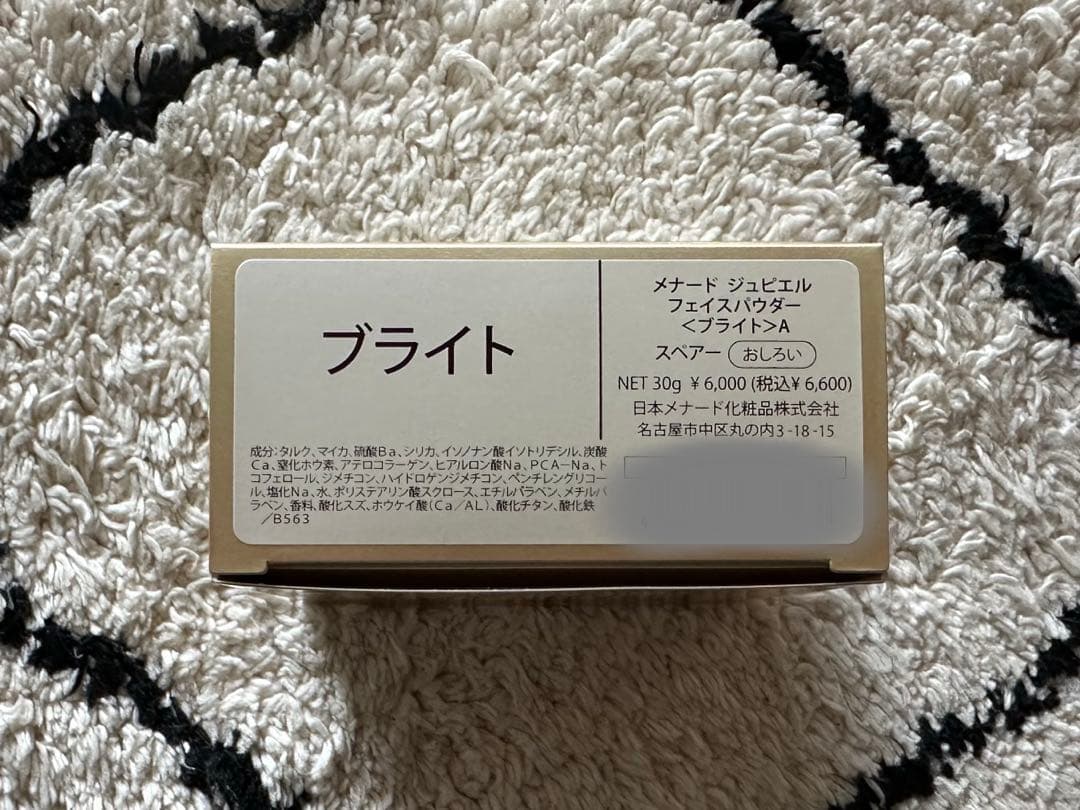 ブライト
メナード ジュピエル
フェイスパウダー
<ブライト>A
スペアー おしろい
NET 30g ¥6,000 (税込¥6,600)
日本メナード化粧品株式会社
名古屋市中区丸の内3-18-15
成分:タルク、マイカ、硫酸Ba、シリカ、イソノナン酸イソトリデシル、炭酸
Ca、窒化ホウ素、アテロコラーゲン、ヒアルロン酸Na、PCA-Na、ト
コフェロール、ジメチコン、ハイドロゲンジメチコン、ペンチレングリコー
ル、塩化Na、水、ポリステアリン酸スクロース、エチルパラベン、メチルパ
ラベン、香料、酸化スズ、ホウケイ酸(Ca/AL)、酸化チタン、酸化鉄
/B563